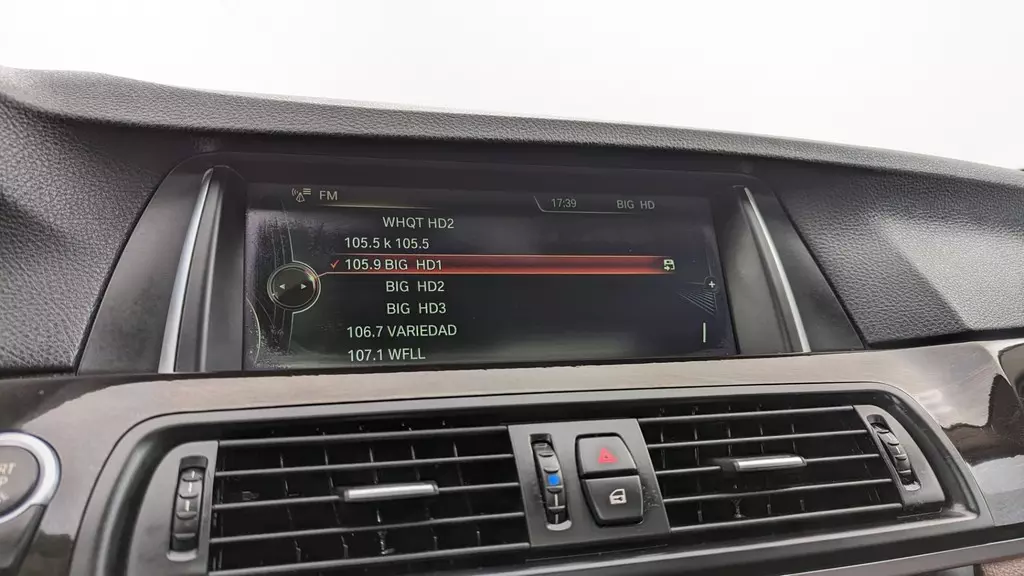 FM 17:39 BIG HD
WHQT HD2
105.5 k 105.5
105.9 BIG HD1
BIG HD2
BIG HD3
106.7 VARIEDAD
107.1 WFLL